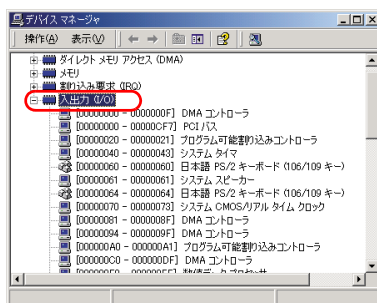 デバイス マネージャ
操作(A) 表示(V)
ダイレクト メモリ アクセス (DMA)
メモリ
割り込み要求 (IRQ)
入出力 (I/O)
[00000000 - 0000000F] DMA コントローラ
[00000000 - 00000CF7] PCI バス
[00000020 - 00000021] プログラム可能割り込みコントローラ
[00000040 - 00000043] システム タイマ
[00000060 - 00000060] 日本語 PS/2 キーボード (106/109 キー)
[00000061 - 00000061] システム スピーカー
[00000064 - 00000064] 日本語 PS/2 キーボード (106/109 キー)
[00000070 - 00000073] システム CMOS/リアル タイム クロック
[00000081 - 0000008F] DMA コントローラ
[00000094 - 0000009F] DMA コントローラ
[000000A0 - 000000A1] プログラム可能割り込みコントローラ
[000000C0 - 000000DF] DMA コントローラ